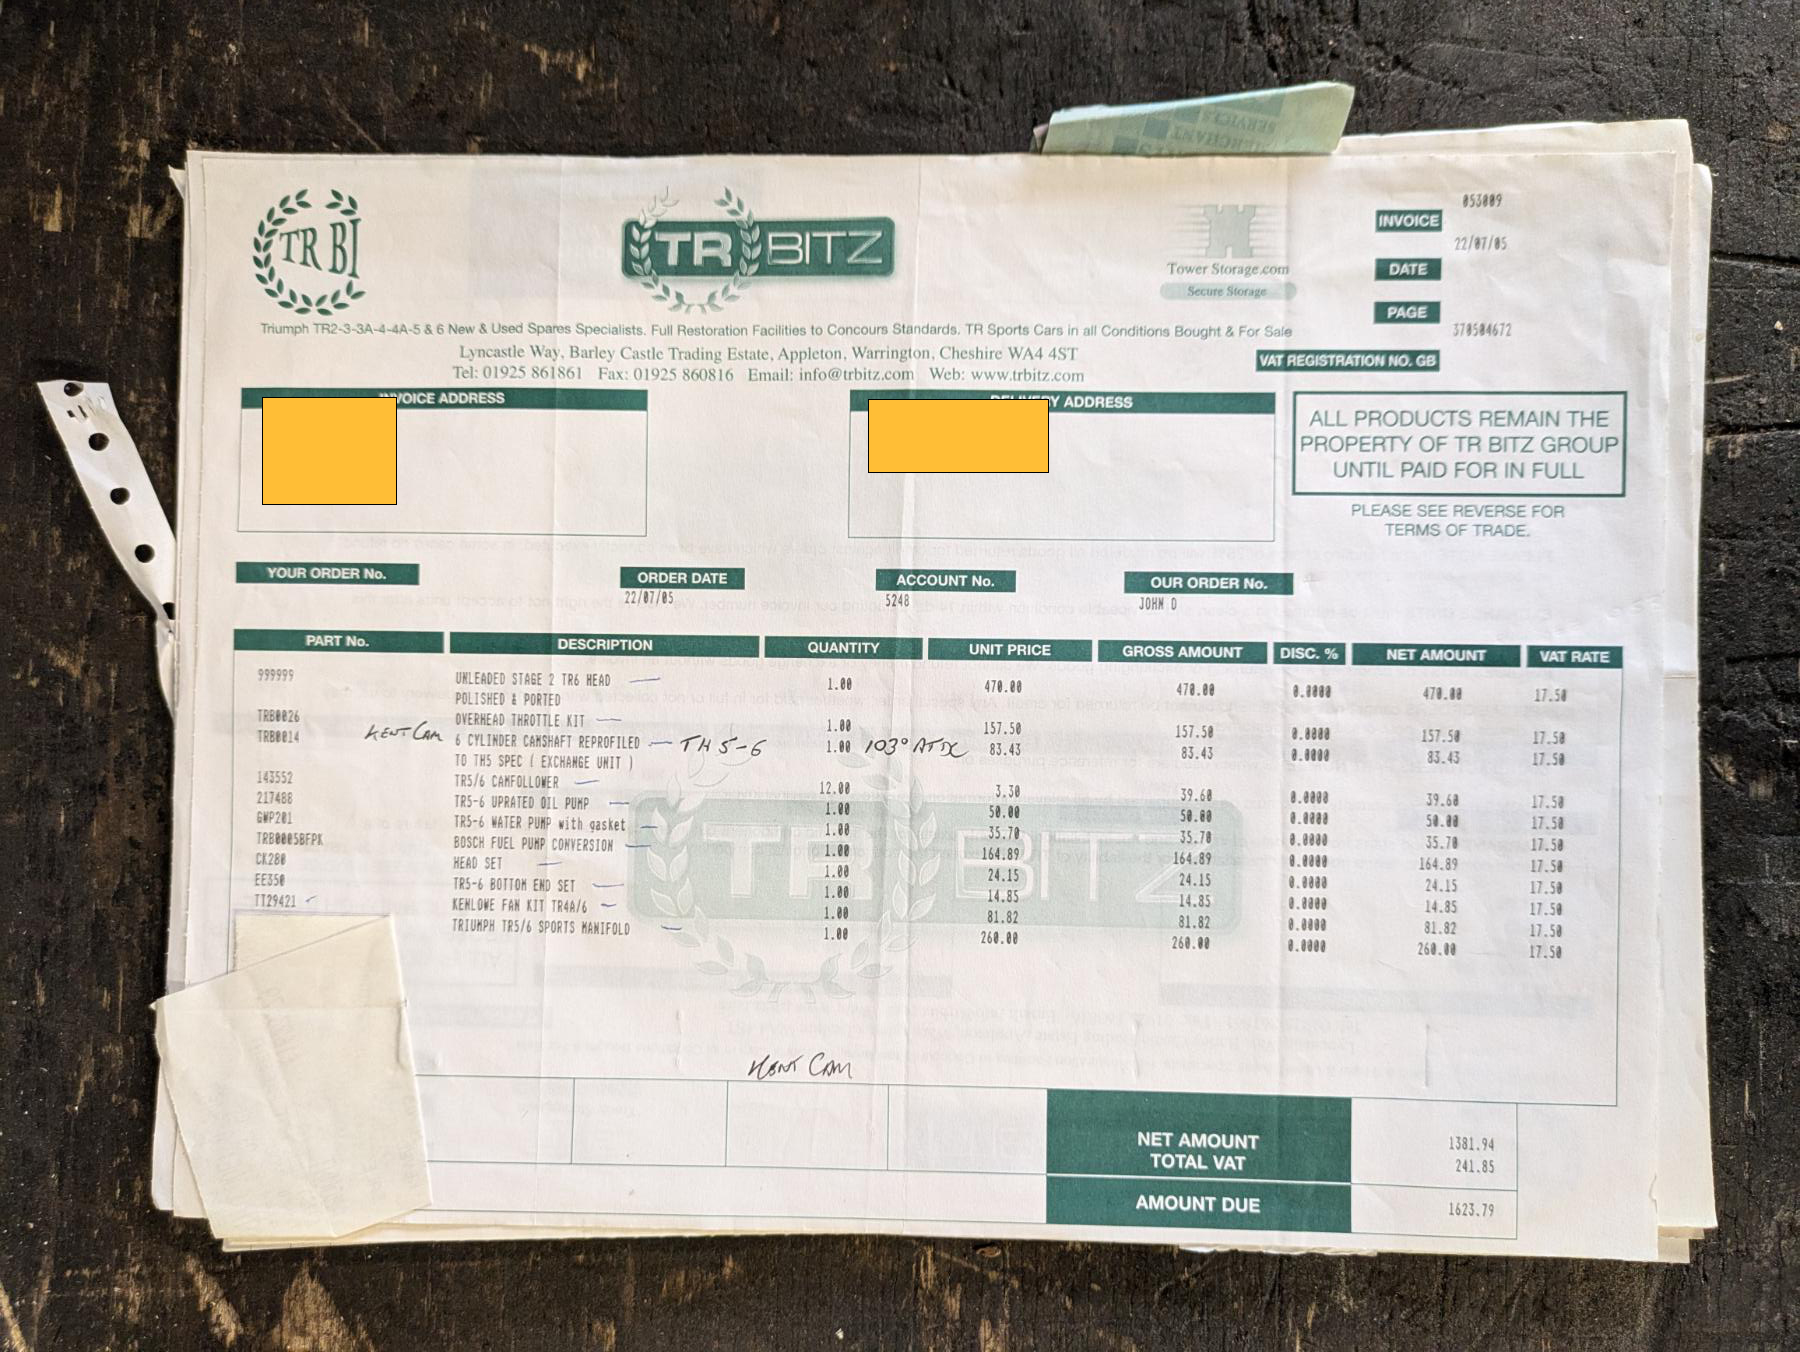 MERCHANT
SERVICES
053009
INVOICE
22/07/05
DATE
PAGE
370504672
TR BI
TR BITZ
Tower Storage.com
Secure Storage
Triumph TR2-3-3A-4-4A-5 & 6 New & Used Spares Specialists. Full Restoration Facilities to Concours Standards. TR Sports Cars in all Conditions Bought & For Sale
Lyncastle Way, Barley Castle Trading Estate, Appleton, Warrington, Cheshire WA4 4ST
Tel: 01925 861861 Fax: 01925 860816 Email: info@trbitz.com Web: www.trbitz.com
VAT REGISTRATION NO. GB
INVOICE ADDRESS
DELIVERY ADDRESS
ALL PRODUCTS REMAIN THE
PROPERTY OF TR BITZ GROUP
UNTIL PAID FOR IN FULL
PLEASE SEE REVERSE FOR
TERMS OF TRADE.
YOUR ORDER No. ORDER DATE ACCOUNT No. OUR ORDER No.
22/07/05 5248 JOHN D
PART No. DESCRIPTION QUANTITY UNIT PRICE GROSS AMOUNT DISC. % NET AMOUNT VAT RATE
999999 UNLEADED STAGE 2 TR6 HEAD 1.00 470.00 470.00 0.0000 470.00 17.50
POLISHED & PORTED
TRB0026 OVERHEAD THROTTLE KIT 1.00 157.50 157.50 0.0000 157.50 17.50
TRB0014 KENT CAM 6 CYLINDER CAMSHAFT REPROFILED TH5-6 1.00 103° ATDC 83.43 83.43 0.0000 83.43 17.50
TO TH5 SPEC ( EXCHANGE UNIT )
143552 TR5/6 CAMFOLLOWER 12.00 3.30 39.60 0.0000 39.60 17.50
217488 TR5-6 UPRATED OIL PUMP 1.00 50.00 50.00 0.0000 50.00 17.50
GWP201 TR5-6 WATER PUMP with gasket 1.00 35.70 35.70 0.0000 35.70 17.50
TRB0005BFPK BOSCH FUEL PUMP CONVERSION 1.00 164.89 164.89 0.0000 164.89 17.50
CK280 HEAD SET 1.00 24.15 24.15 0.0000 24.15 17.50
EE350 TR5-6 BOTTOM END SET 1.00 14.85 14.85 0.0000 14.85 17.50
TT29421 KENLOWE FAN KIT TR4A/6 1.00 81.82 81.82 0.0000 81.82 17.50
TRIUMPH TR5/6 SPORTS MANIFOLD 1.00 260.00 260.00 0.0000 260.00 17.50
TR BITZ
KENT CAM
NET AMOUNT 1381.94
TOTAL VAT 241.85
AMOUNT DUE 1623.79